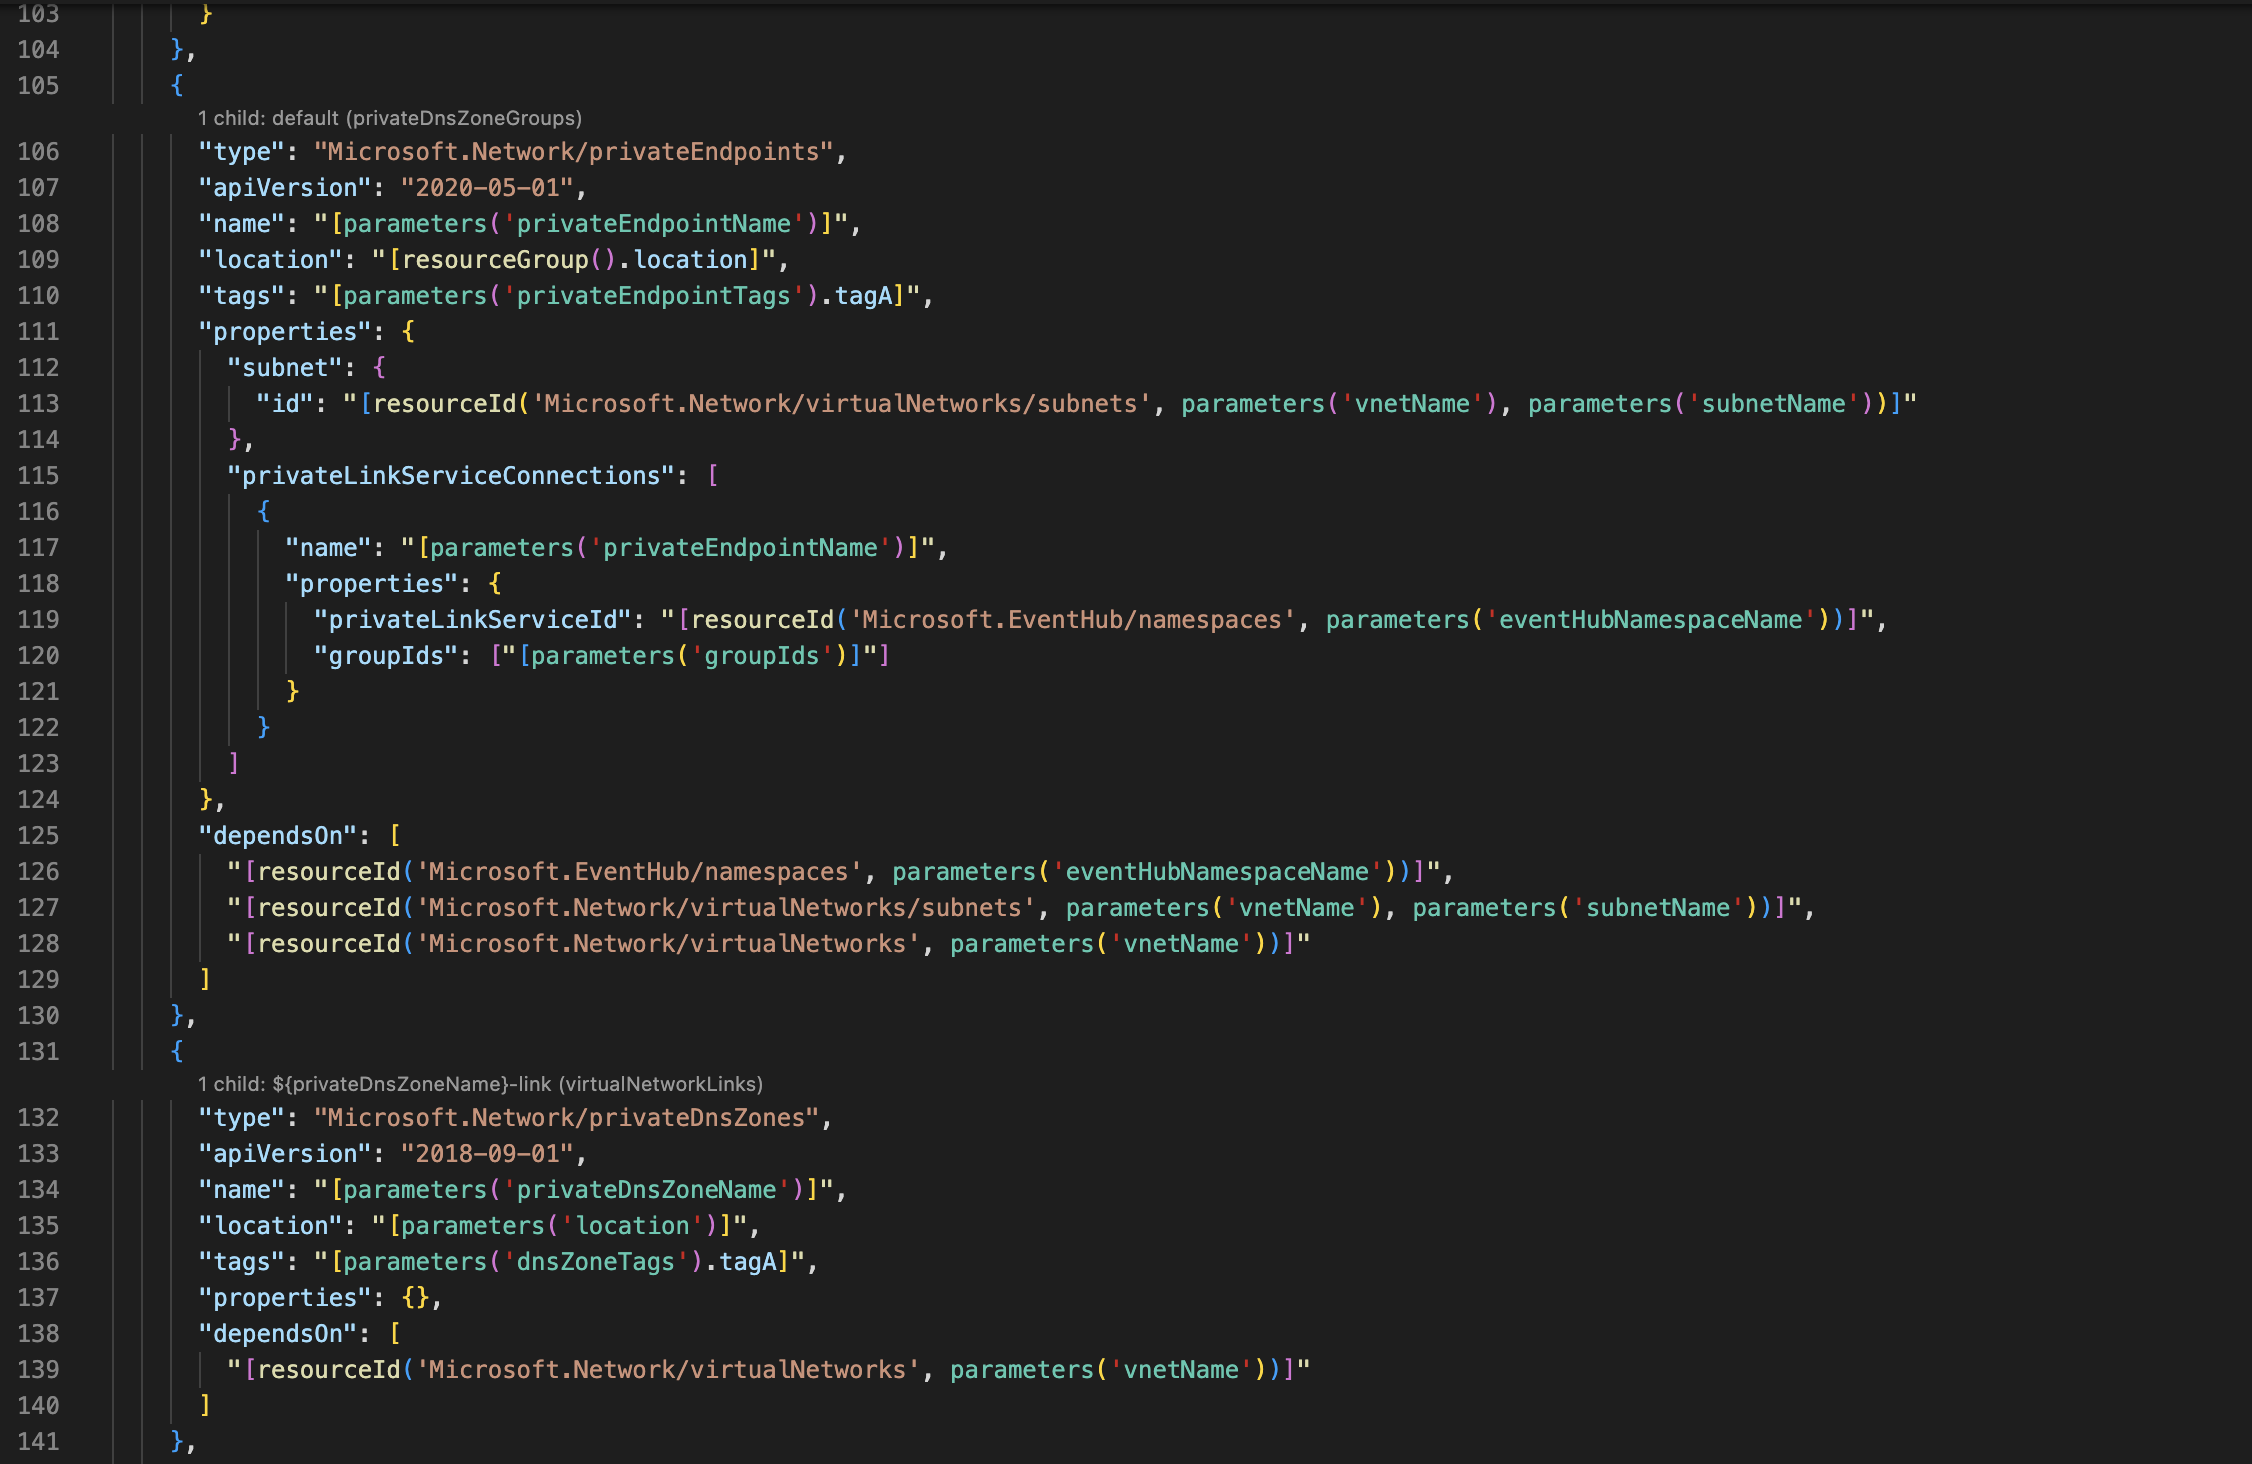 103 }
104 },
105 {
1 child: default (privateDnsZoneGroups)
106 "type": "Microsoft.Network/privateEndpoints",
107 "apiVersion": "2020-05-01",
108 "name": "[parameters('privateEndpointName')]",
109 "location": "[resourceGroup().location]",
110 "tags": "[parameters('privateEndpointTags').tagA]",
111 "properties": {
112 "subnet": {
113 "id": "[resourceId('Microsoft.Network/virtualNetworks/subnets', parameters('vnetName'), parameters('subnetName'))]"
114 },
115 "privateLinkServiceConnections": [
116 {
117 "name": "[parameters('privateEndpointName')]",
118 "properties": {
119 "privateLinkServiceId": "[resourceId('Microsoft.EventHub/namespaces', parameters('eventHubNamespaceName'))]",
120 "groupIds": ["[parameters('groupIds')]"]
121 }
122 }
123 ]
124 },
125 "dependsOn": [
126 "[resourceId('Microsoft.EventHub/namespaces', parameters('eventHubNamespaceName'))]",
127 "[resourceId('Microsoft.Network/virtualNetworks/subnets', parameters('vnetName'), parameters('subnetName'))]",
128 "[resourceId('Microsoft.Network/virtualNetworks', parameters('vnetName'))]"
129 ]
130 },
131 {
1 child: ${privateDnsZoneName}-link (virtualNetworkLinks)
132 "type": "Microsoft.Network/privateDnsZones",
133 "apiVersion": "2018-09-01",
134 "name": "[parameters('privateDnsZoneName')]",
135 "location": "[parameters('location')]",
136 "tags": "[parameters('dnsZoneTags').tagA]",
137 "properties": {},
138 "dependsOn": [
139 "[resourceId('Microsoft.Network/virtualNetworks', parameters('vnetName'))]"
140 ]
141 },